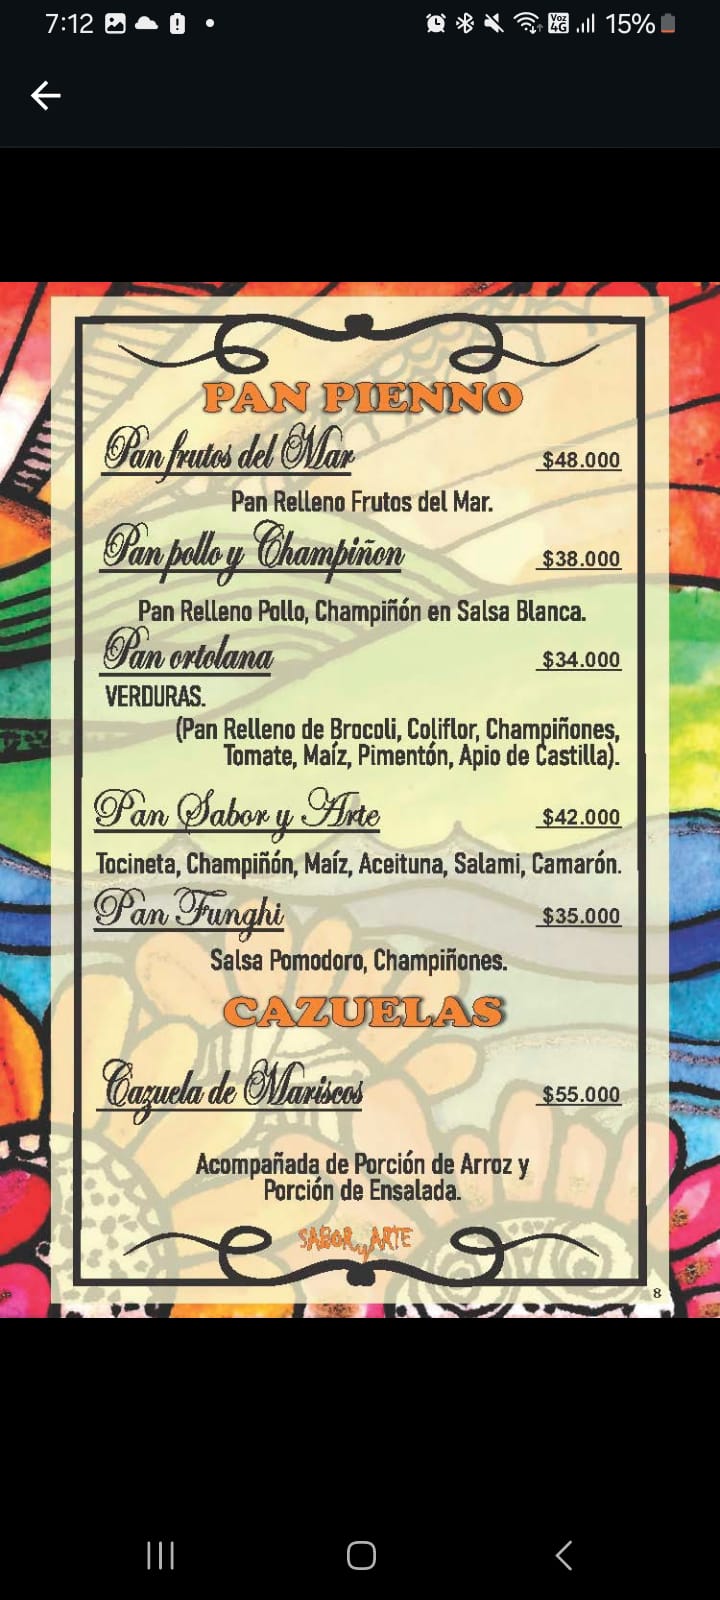 7:12
Voz 4G 15%
PAN PIENNO
Pan frutos del Mar $48.000
Pan Relleno Frutos del Mar.
Pan pollo y Champiñon $38.000
Pan Relleno Pollo, Champiñón en Salsa Blanca.
Pan ortolana $34.000
VERDURAS.
(Pan Relleno de Brocoli, Coliflor, Champiñones,
Tomate, Maíz, Pimentón, Apio de Castilla).
Pan Sabor y Arte $42.000
Tocineta, Champiñón, Maíz, Aceituna, Salami, Camarón.
Pan Funghi $35.000
Salsa Pomodoro, Champiñones.
CAZUELAS
Cazuela de Mariscos $55.000
Acompañada de Porción de Arroz y
Porción de Ensalada.
SABOR y ARTE
8